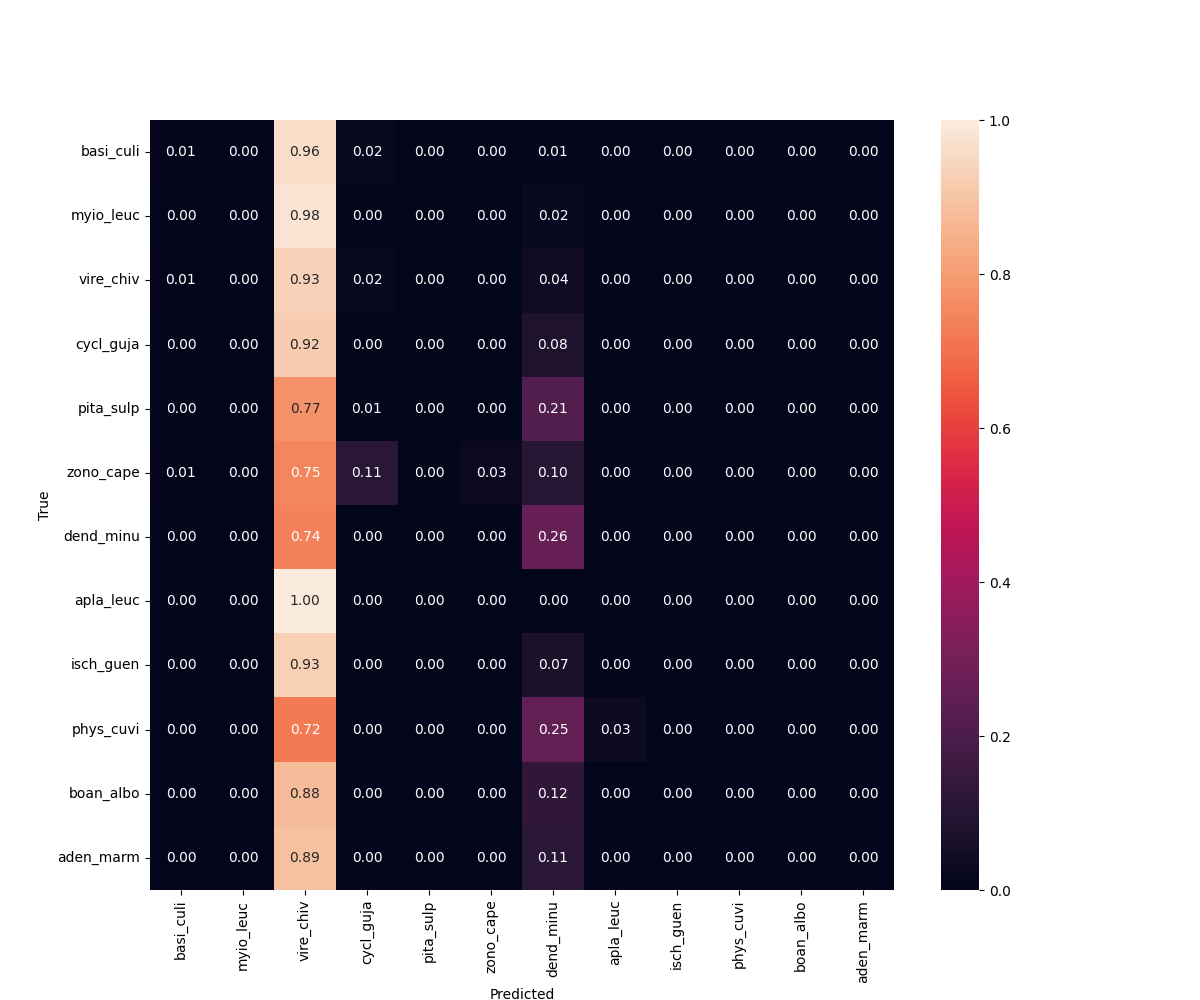 basi_culi 0.01 0.00 0.96 0.02 0.00 0.00 0.01 0.00 0.00 0.00 0.00 0.00
myio_leuc 0.00 0.00 0.98 0.00 0.00 0.00 0.02 0.00 0.00 0.00 0.00 0.00
vire_chiv 0.01 0.00 0.93 0.02 0.00 0.00 0.04 0.00 0.00 0.00 0.00 0.00
cycl_guja 0.00 0.00 0.92 0.00 0.00 0.00 0.08 0.00 0.00 0.00 0.00 0.00
pita_sulp 0.00 0.00 0.77 0.01 0.00 0.00 0.21 0.00 0.00 0.00 0.00 0.00
zono_cape 0.01 0.00 0.75 0.11 0.00 0.03 0.10 0.00 0.00 0.00 0.00 0.00
dend_minu 0.00 0.00 0.74 0.00 0.00 0.00 0.26 0.00 0.00 0.00 0.00 0.00
apla_leuc 0.00 0.00 1.00 0.00 0.00 0.00 0.00 0.00 0.00 0.00 0.00 0.00
isch_guen 0.00 0.00 0.93 0.00 0.00 0.00 0.07 0.00 0.00 0.00 0.00 0.00
phys_cuvi 0.00 0.00 0.72 0.00 0.00 0.00 0.25 0.03 0.00 0.00 0.00 0.00
boan_albo 0.00 0.00 0.88 0.00 0.00 0.00 0.12 0.00 0.00 0.00 0.00 0.00
aden_marm 0.00 0.00 0.89 0.00 0.00 0.00 0.11 0.00 0.00 0.00 0.00 0.00
True
basi_culi myio_leuc vire_chiv cycl_guja pita_sulp zono_cape dend_minu apla_leuc isch_guen phys_cuvi boan_albo aden_marm
Predicted
1.0
0.8
0.6
0.4
0.2
0.0